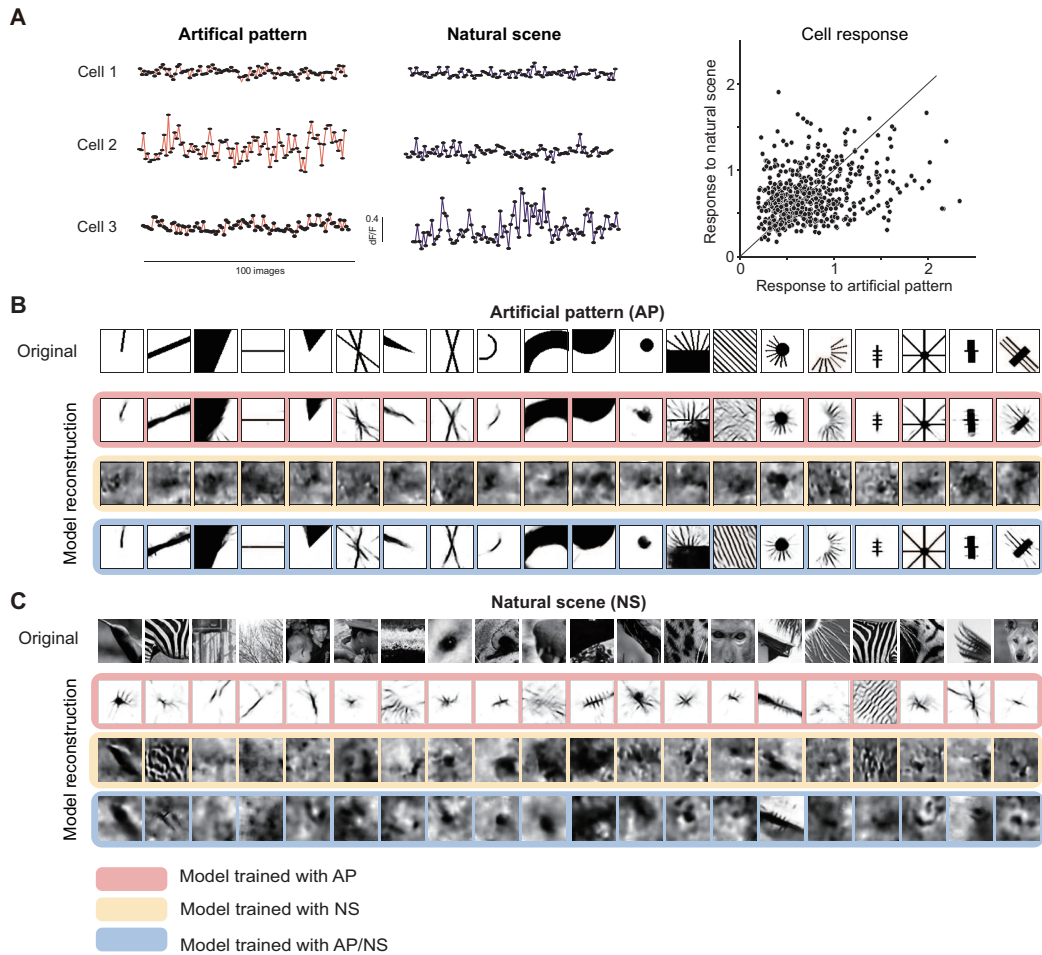 A
Artifical pattern
Natural scene
Cell response
Cell 1
Cell 2
Cell 3
0.4
dF/F
100 images
Response to natural scene
2
1
0
0
1
2
Response to artificial pattern
B
Artificial pattern (AP)
Original
Model reconstruction
C
Natural scene (NS)
Original
Model reconstruction
Model trained with AP
Model trained with NS
Model trained with AP/NS